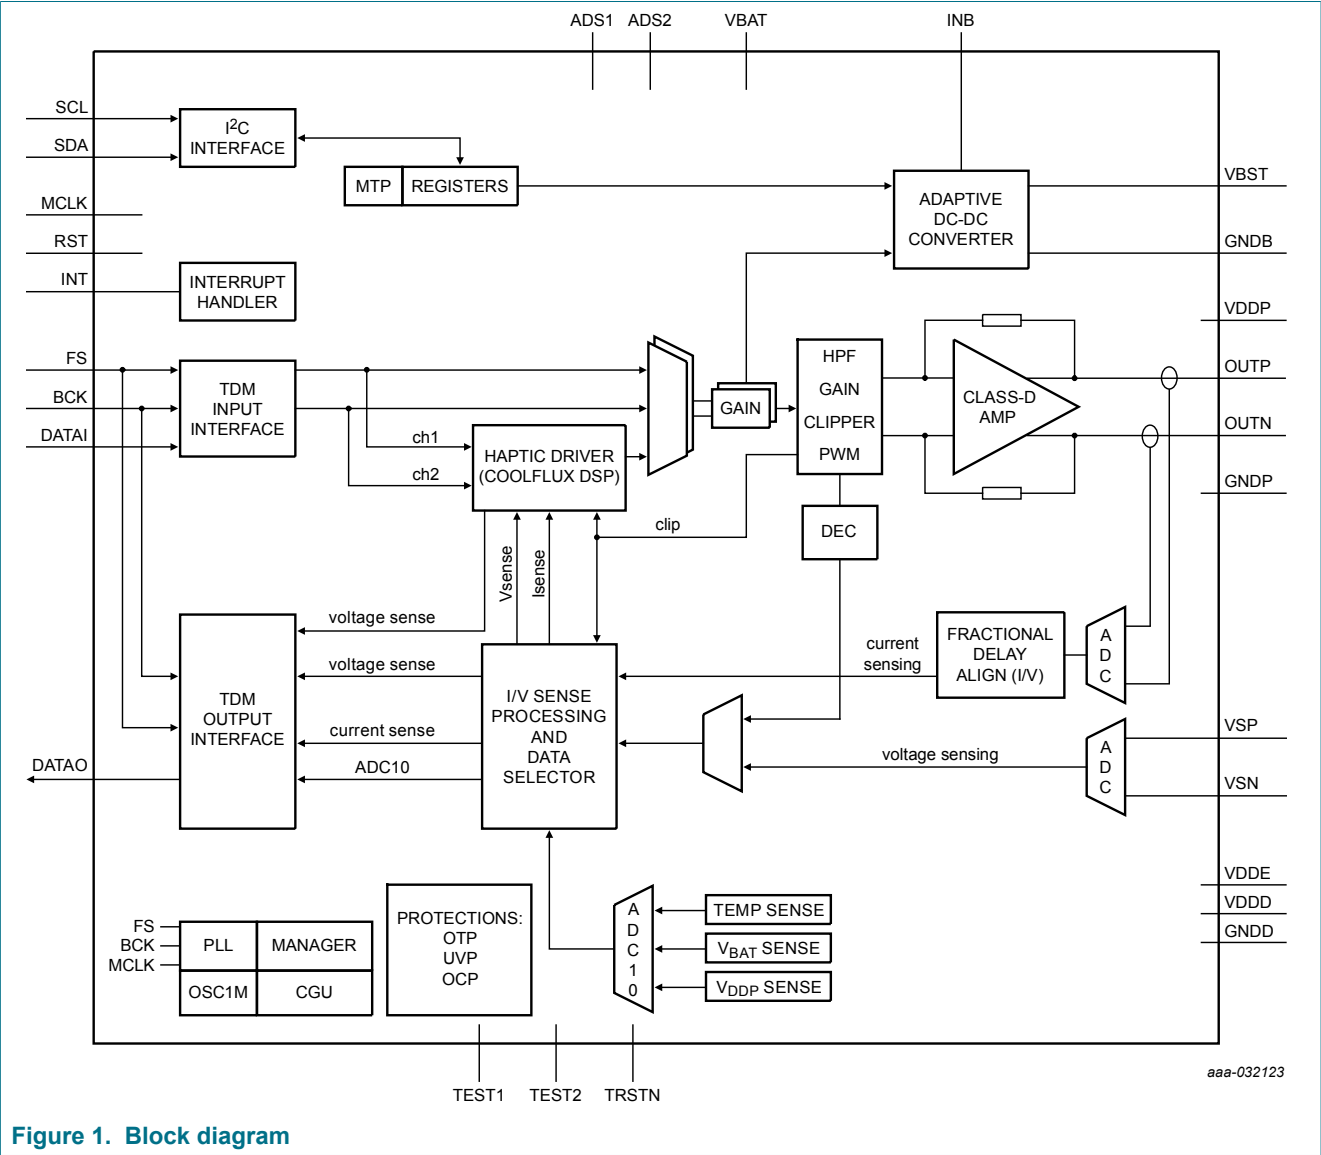 ADS1 ADS2 VBAT INB
SCL
SDA
I2C
INTERFACE
MTP REGISTERS
ADAPTIVE
DC-DC
CONVERTER
VBST
GNDB
MCLK
RST
INT
INTERRUPT
HANDLER
VDDP
FS
BCK
DATAI
TDM
INPUT
INTERFACE
ch1
ch2
HAPTIC DRIVER
(COOLFLUX DSP)
GAIN
HPF
GAIN
CLIPPER
PWM
CLASS-D
AMP
OUTP
OUTN
GNDP
clip
DEC
Vsense
Isense
voltage sense
voltage sense
current sense
ADC10
TDM
OUTPUT
INTERFACE
DATAO
I/V SENSE
PROCESSING
AND
DATA
SELECTOR
current
sensing
FRACTIONAL
DELAY
ALIGN (I/V)
A
D
C
voltage sensing
A
D
C
VSP
VSN
VDDE
VDDD
GNDD
FS
BCK
MCLK
PLL MANAGER
OSC1M CGU
PROTECTIONS:
OTP
UVP
OCP
A
D
C
1
0
TEMP SENSE
VBAT SENSE
VDDP SENSE
TEST1 TEST2 TRSTN
aaa-032123
Figure 1. Block diagram